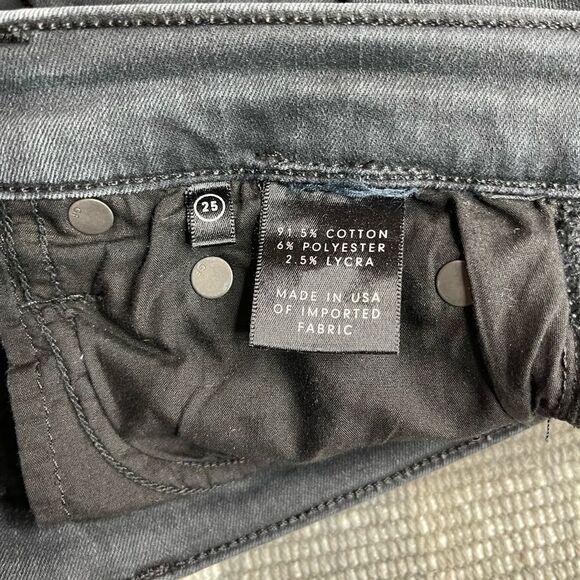 25
91.5% COTTON
6% POLYESTER
2.5% LYCRA
MADE IN USA
OF IMPORTED
FABRIC